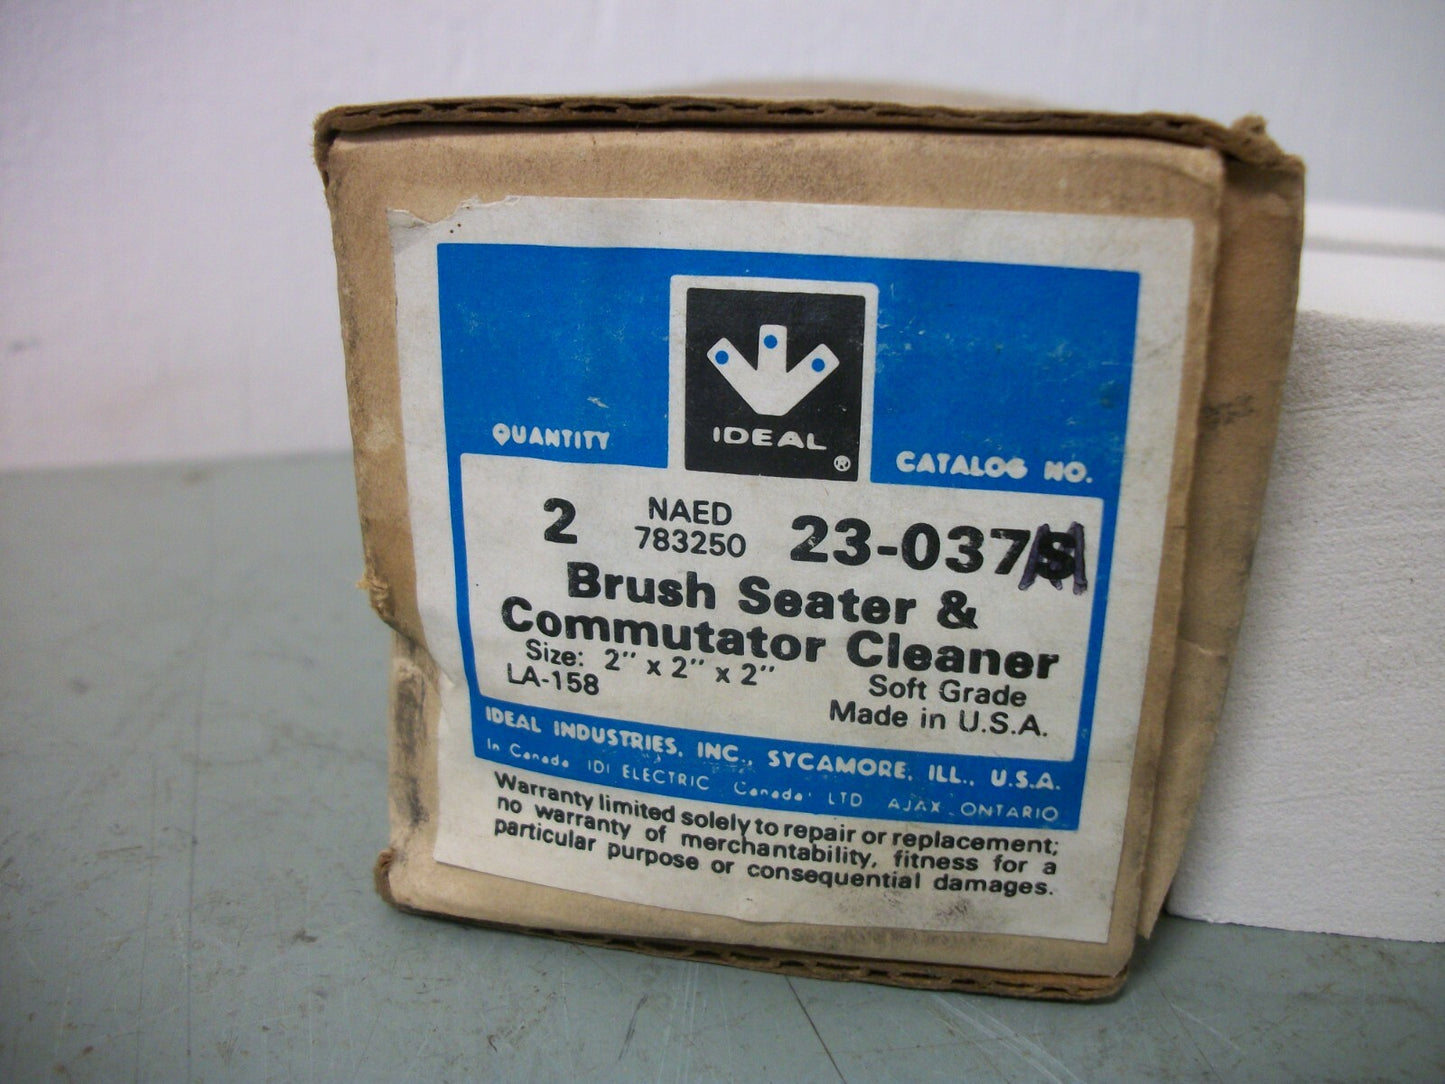 IDEAL
®
QUANTITY
CATALOG NO.
2
NAED
783250
23-037
Brush Seater &
Commutator Cleaner
Size: 2" x 2" x 2"
Soft Grade
LA-158
Made in U.S.A.
IDEAL INDUSTRIES, INC., SYCAMORE, ILL., U.S.A.
In Canada IDI ELECTRIC Canada LTD AJAX ONTARIO
Warranty limited solely to repair or replacement;
no warranty of merchantability, fitness for a
particular purpose or consequential damages.